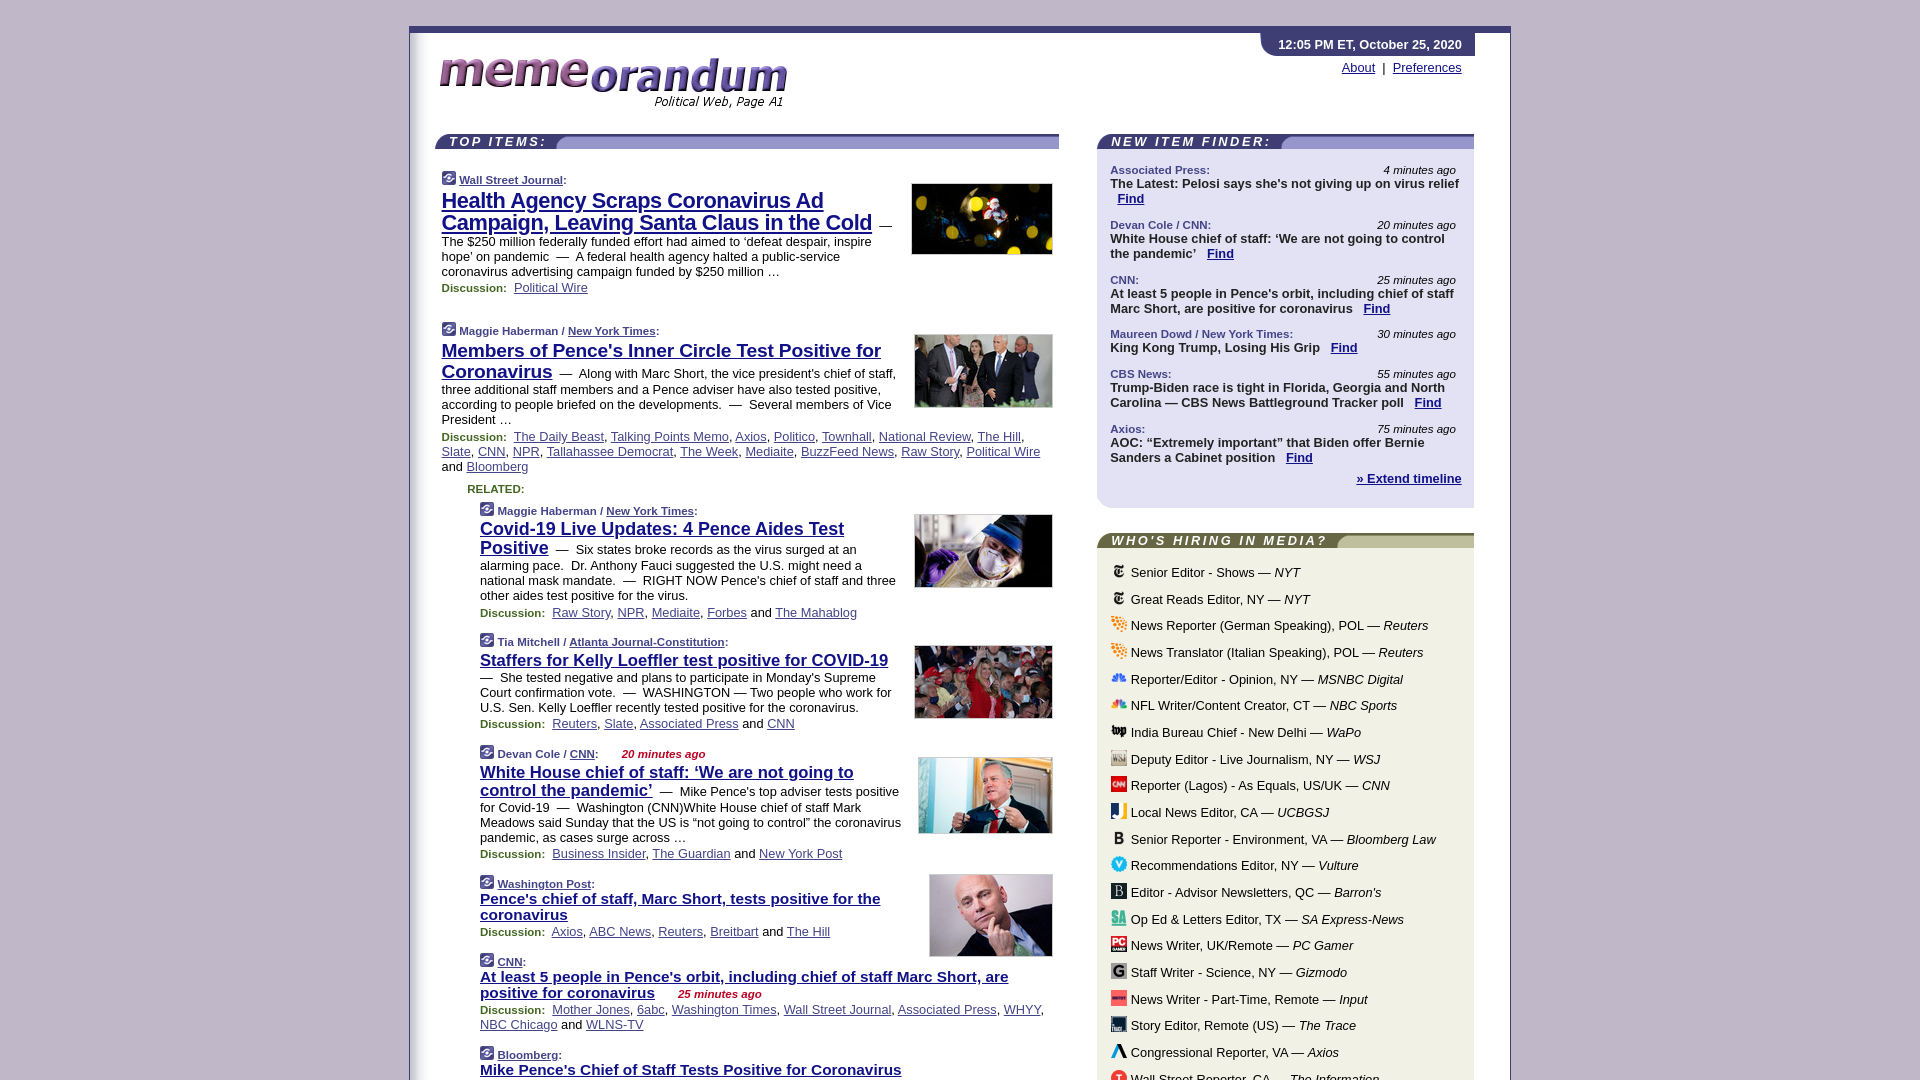 12:05 PM ET, October 25, 2020
About | Preferences
memeorandum
Political Web, Page A1
TOP ITEMS:
Wall Street Journal:
Health Agency Scraps Coronavirus Ad
Campaign, Leaving Santa Claus in the Cold —
The $250 million federally funded effort had aimed to ‘defeat despair, inspire
hope’ on pandemic — A federal health agency halted a public-service
coronavirus advertising campaign funded by $250 million …
Discussion: Political Wire
Maggie Haberman / New York Times:
Members of Pence's Inner Circle Test Positive for
Coronavirus — Along with Marc Short, the vice president's chief of staff,
three additional staff members and a Pence adviser have also tested positive,
according to people briefed on the developments. — Several members of Vice
President …
Discussion: The Daily Beast, Talking Points Memo, Axios, Politico, Townhall, National Review, The Hill,
Slate, CNN, NPR, Tallahassee Democrat, The Week, Mediaite, BuzzFeed News, Raw Story, Political Wire
and Bloomberg
RELATED:
Maggie Haberman / New York Times:
Covid-19 Live Updates: 4 Pence Aides Test
Positive — Six states broke records as the virus surged at an
alarming pace. Dr. Anthony Fauci suggested the U.S. might need a
national mask mandate. — RIGHT NOW Pence's chief of staff and three
other aides test positive for the virus.
Discussion: Raw Story, NPR, Mediaite, Forbes and The Mahablog
Tia Mitchell / Atlanta Journal-Constitution:
Staffers for Kelly Loeffler test positive for COVID-19
— She tested negative and plans to participate in Monday's Supreme
Court confirmation vote. — WASHINGTON — Two people who work for
U.S. Sen. Kelly Loeffler recently tested positive for the coronavirus.
Discussion: Reuters, Slate, Associated Press and CNN
Devan Cole / CNN: 20 minutes ago
White House chief of staff: ‘We are not going to
control the pandemic’ — Mike Pence's top adviser tests positive
for Covid-19 — Washington (CNN)White House chief of staff Mark
Meadows said Sunday that the US is “not going to control” the coronavirus
pandemic, as cases surge across …
Discussion: Business Insider, The Guardian and New York Post
Washington Post:
Pence's chief of staff, Marc Short, tests positive for the
coronavirus
Discussion: Axios, ABC News, Reuters, Breitbart and The Hill
CNN:
At least 5 people in Pence's orbit, including chief of staff Marc Short, are
positive for coronavirus 25 minutes ago
Discussion: Mother Jones, 6abc, Washington Times, Wall Street Journal, Associated Press, WHYY,
NBC Chicago and WLNS-TV
Bloomberg:
Mike Pence's Chief of Staff Tests Positive for Coronavirus
NEW ITEM FINDER:
Associated Press: 4 minutes ago
The Latest: Pelosi says she's not giving up on virus relief
Find
Devan Cole / CNN: 20 minutes ago
White House chief of staff: ‘We are not going to control
the pandemic’ Find
CNN: 25 minutes ago
At least 5 people in Pence's orbit, including chief of staff
Marc Short, are positive for coronavirus Find
Maureen Dowd / New York Times: 30 minutes ago
King Kong Trump, Losing His Grip Find
CBS News: 55 minutes ago
Trump-Biden race is tight in Florida, Georgia and North
Carolina — CBS News Battleground Tracker poll Find
Axios: 75 minutes ago
AOC: “Extremely important” that Biden offer Bernie
Sanders a Cabinet position Find
» Extend timeline
WHO'S HIRING IN MEDIA?
Senior Editor - Shows — NYT
Great Reads Editor, NY — NYT
News Reporter (German Speaking), POL — Reuters
News Translator (Italian Speaking), POL — Reuters
Reporter/Editor - Opinion, NY — MSNBC Digital
NFL Writer/Content Creator, CT — NBC Sports
India Bureau Chief - New Delhi — WaPo
Deputy Editor - Live Journalism, NY — WSJ
Reporter (Lagos) - As Equals, US/UK — CNN
Local News Editor, CA — UCBGSJ
Senior Reporter - Environment, VA — Bloomberg Law
Recommendations Editor, NY — Vulture
Editor - Advisor Newsletters, QC — Barron's
Op Ed & Letters Editor, TX — SA Express-News
News Writer, UK/Remote — PC Gamer
Staff Writer - Science, NY — Gizmodo
News Writer - Part-Time, Remote — Input
Story Editor, Remote (US) — The Trace
Congressional Reporter, VA — Axios
Wall Street Reporter, CA — The Information